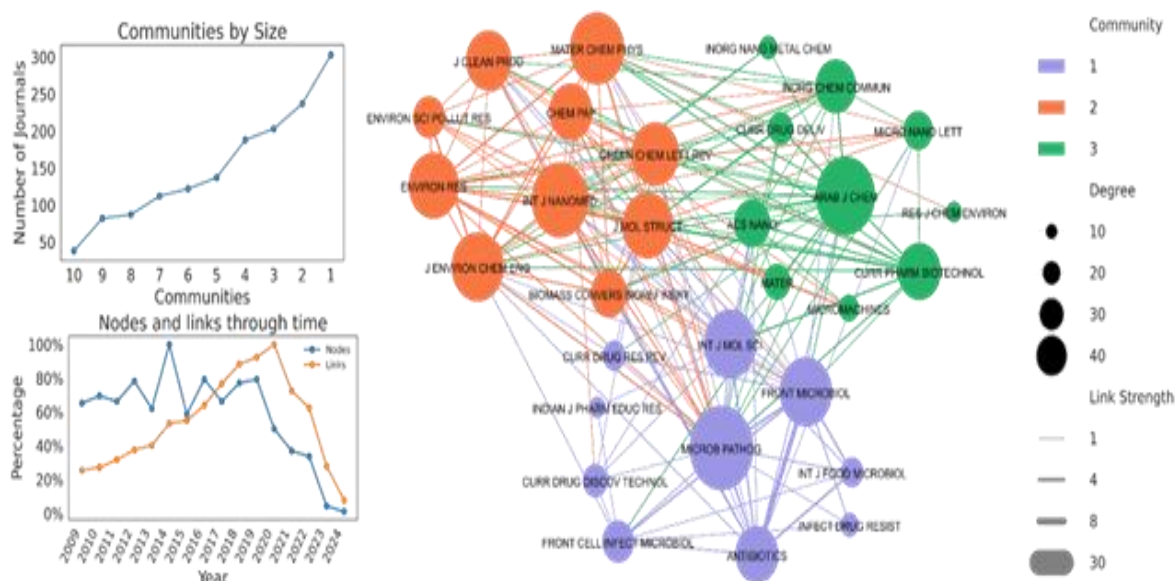 Communities by Size
Number of Journals
300
250
200
150
100
50
10 9 8 7 6 5 4 3 2 1
Communities
Nodes and links through time
Percentage
100%
80%
60%
40%
20%
0%
Nodes
Links
2009 2010 2011 2012 2013 2014 2015 2016 2017 2018 2019 2020 2021 2022 2023 2024
Year
MATER CHEM PHYS
J CLEAN PROD
INORG NANO METAL CHEM
INORG CHEM COMMUN
ENVIRON SCI POLLUT RES
CHEM PAP
CURR DRUG DELIV
MICRO NANO LETT
GREEN CHEM LETT REV
ENVIRON RES
INT J NANOMED
ARAB J CHEM
RES J CHEM ENVIRON
J MOL STRUCT
ACS NANO
J ENVIRON CHEM ENG
CURR PHARM BIOTECHNOL
MATER
BIOMASS CONVERS
MICROMACHINES
INT J MOL SCI
CURR DRUG RES REV
FRONT MICROBIOL
INDIAN J PHARM EDUC RES
MICROB PATHOG
INT J FOOD MICROBIOL
CURR DRUG DISCOV TECHNOL
INFECT DRUG RESIST
FRONT CELL INFECT MICROBIOL
ANTIBIOTICS
Community
1
2
3
Degree
10
20
30
40
Link Strength
1
4
8
30